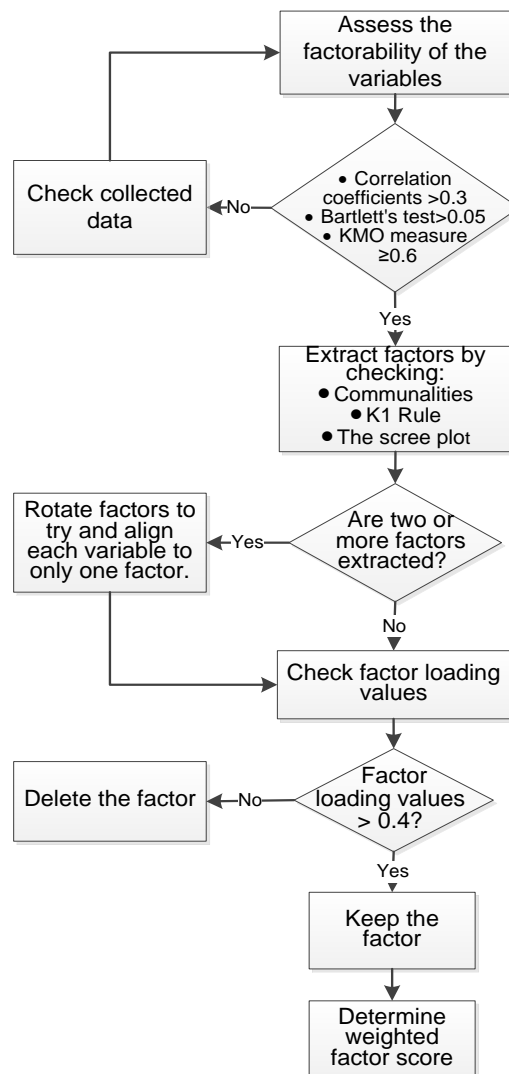 Assess the
factorability of the
variables
• Correlation
coefficients >0.3
• Bartlett's test>0.05
• KMO measure
≥0.6
No
Check collected
data
Yes
Extract factors by
checking:
• Communalities
• K1 Rule
• The scree plot
Are two or
more factors
extracted?
Yes
Rotate factors to
try and align
each variable to
only one factor.
No
Check factor loading
values
Factor
loading values
> 0.4?
No
Delete the factor
Yes
Keep the
factor
Determine
weighted
factor score